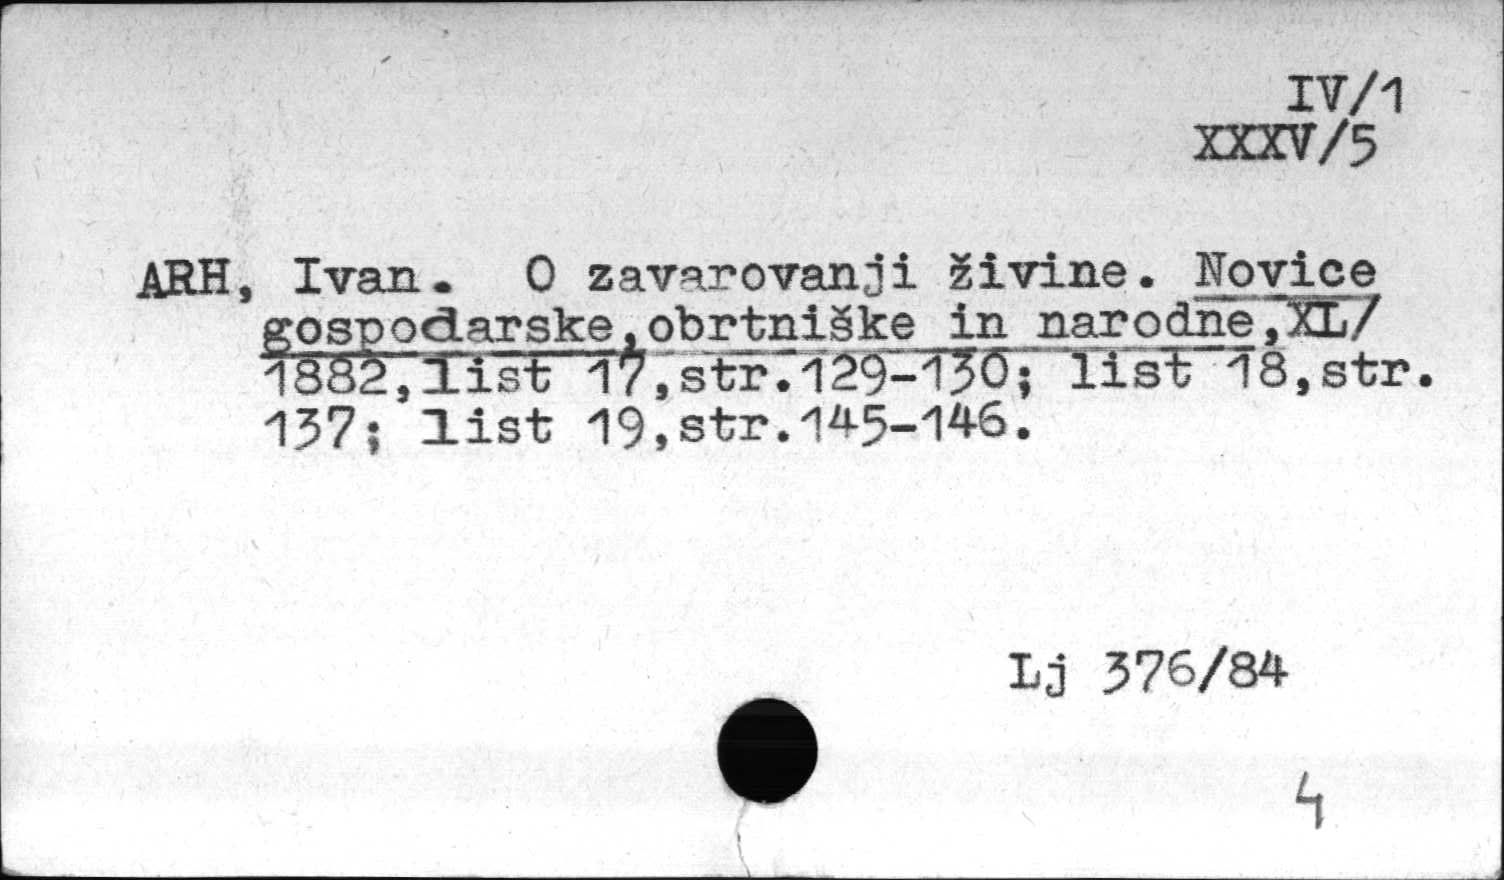 IV/1
XXXV/5
ARH, Ivan. O zavarovanji živine. Novice
gospodarske,obrtniške in narodne,XL/
1882,list 17,str.129-130; list 18,str.
137; list 19,str.145-146.
Lj 376/84
4